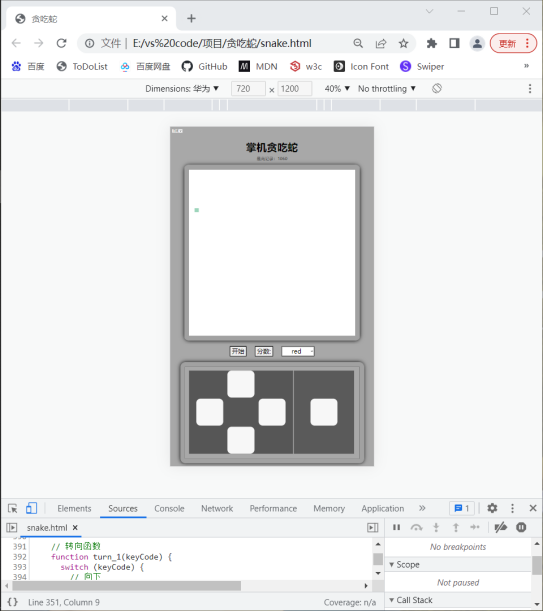 贪吃蛇
文件 | E:/vs%20code/项目/贪吃蛇/snake.html
更新
百度 ToDoList 百度网盘 GitHub MDN w3c Icon Font Swiper »
Dimensions: 华为 720 × 1200 40% No throttling
掌机贪吃蛇
开始 分数: red
Elements Sources Console Network Performance Memory Application » 1
snake.html
391 // 转向函数
392 function turn_1(keyCode) {
393 switch (keyCode) {
394 // 向下
No breakpoints
Scope
Not paused
Call Stack
{} Line 351, Column 9 Coverage: n/a